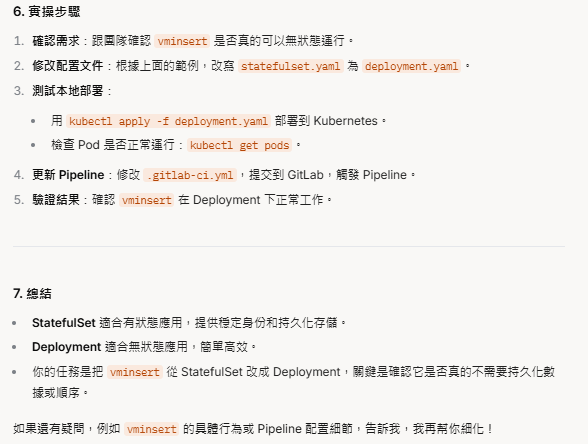 6. 實操步驟
1. 確認需求：跟團隊確認 vminsert 是否真的可以無狀態運行。
2. 修改配置文件：根據上面的範例，改寫 statefulset.yaml 為 deployment.yaml 。
3. 測試本地部署：
• 用 kubectl apply -f deployment.yaml 部署到 Kubernetes。
• 檢查 Pod 是否正常運行：kubectl get pods 。
4. 更新 Pipeline：修改 .gitlab-ci.yml，提交到 GitLab，觸發 Pipeline。
5. 驗證結果：確認 vminsert 在 Deployment 下正常工作。
7. 總結
• StatefulSet 適合有狀態應用，提供穩定身份和持久化存儲。
• Deployment 適合無狀態應用，簡單高效。
• 你的任務是把 vminsert 從 StatefulSet 改成 Deployment，關鍵是確認它是否真的不需要持久化數
據或順序。
如果還有疑問，例如 vminsert 的具體行為或 Pipeline 配置細節，告訴我，我再幫你細化！